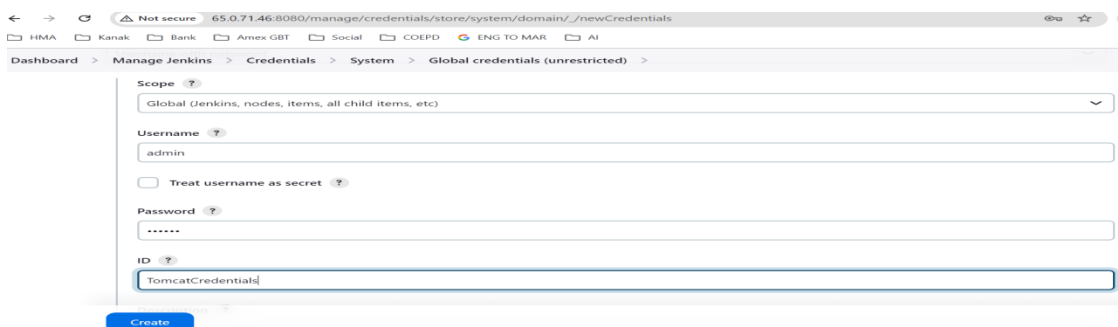 Not secure 65.0.71.46:8080/manage/credentials/store/system/domain/_/newCredentials
HMA Kanak Bank Amex GBT Social COEPD G ENG TO MAR AI
Dashboard > Manage Jenkins > Credentials > System > Global credentials (unrestricted) >
Scope ?
Global (Jenkins, nodes, items, all child items, etc)
Username ?
admin
Treat username as secret ?
Password ?
••••••
ID ?
TomcatCredentials
Create